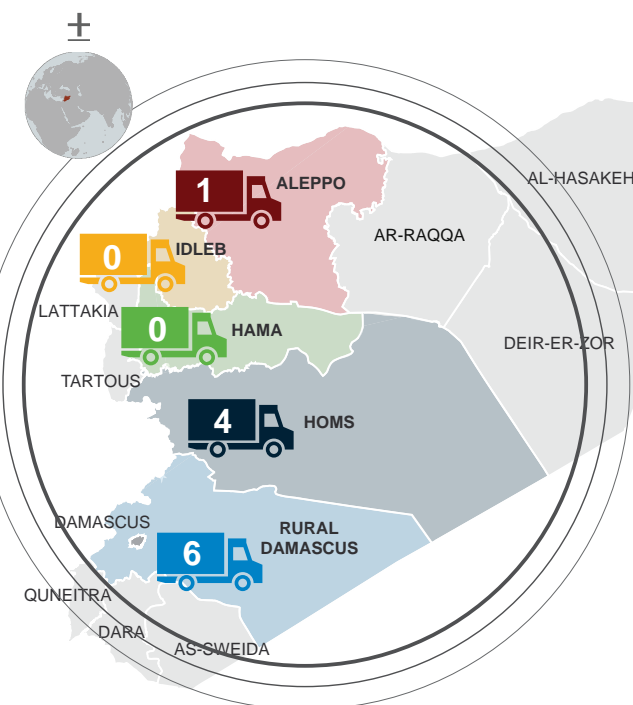 ±
AL-HASAKEH
1
ALEPPO
AR-RAQQA
IDLEB
0
LATTAKIA
0
HAMA
DEIR-ER-ZOR
TARTOUS
4
HOMS
DAMASCUS
RURAL
DAMASCUS
6
QUNEITRA
DARA
AS-SWEIDA